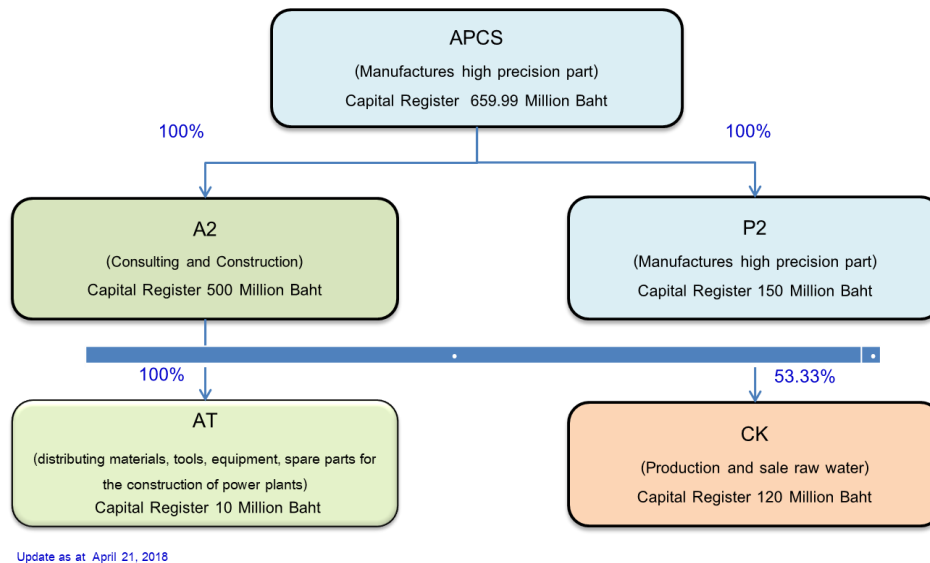 APCS
(Manufactures high precision part)
Capital Register 659.99 Million Baht
100%
100%
A2
(Consulting and Construction)
Capital Register 500 Million Baht
P2
(Manufactures high precision part)
Capital Register 150 Million Baht
100%
53.33%
AT
(distributing materials, tools, equipment, spare parts for
the construction of power plants)
Capital Register 10 Million Baht
CK
(Production and sale raw water)
Capital Register 120 Million Baht
Update as at April 21, 2018